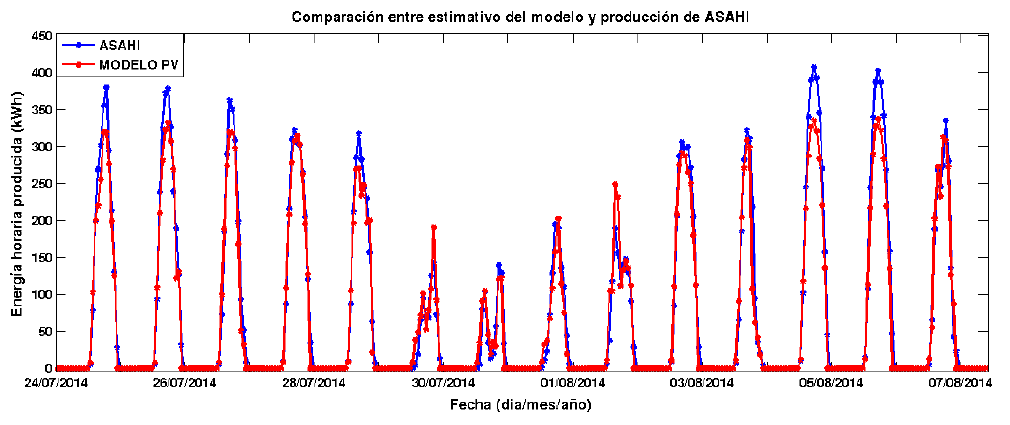 Comparación entre estimativo del modelo y producción de ASAHI
ASAHI
MODELO PV
Energía horaria producida (kWh)
450
400
350
300
250
200
150
100
50
0
24/07/2014 26/07/2014 28/07/2014 30/07/2014 01/08/2014 03/08/2014 05/08/2014 07/08/2014
Fecha (dia/mes/año)